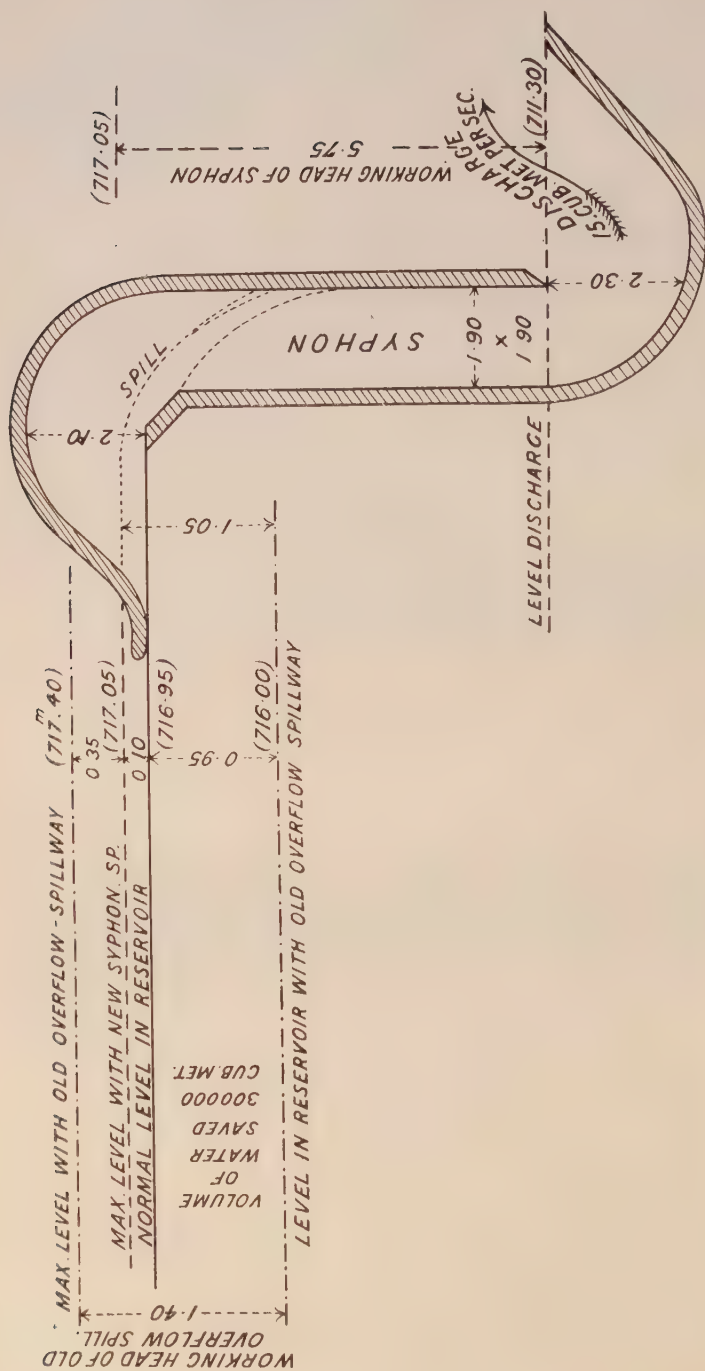 MAX. LEVEL WITH OLD OVERFLOW-SPILLWAY (717.40)
m
0 35
MAX. LEVEL WITH NEW SYPHON. SP. (717.05)
0 10
NORMAL LEVEL IN RESERVOIR
(716.95)
VOLUME
OF
WATER
SAVED
300000
CUB. MET.
0.95
(716.00)
LEVEL IN RESERVOIR WITH OLD OVERFLOW SPILLWAY
WORKING HEAD OF OLD
OVERFLOW SPILL.
1.40
2.10
1.05
SPILL
SYPHON
1.90
×
1 90
LEVEL DISCHARGE
2.30
(717.05)
WORKING HEAD OF SYPHON
5.75
(711.30)
DISCHARGE
15. CUB. MET PER SEC.